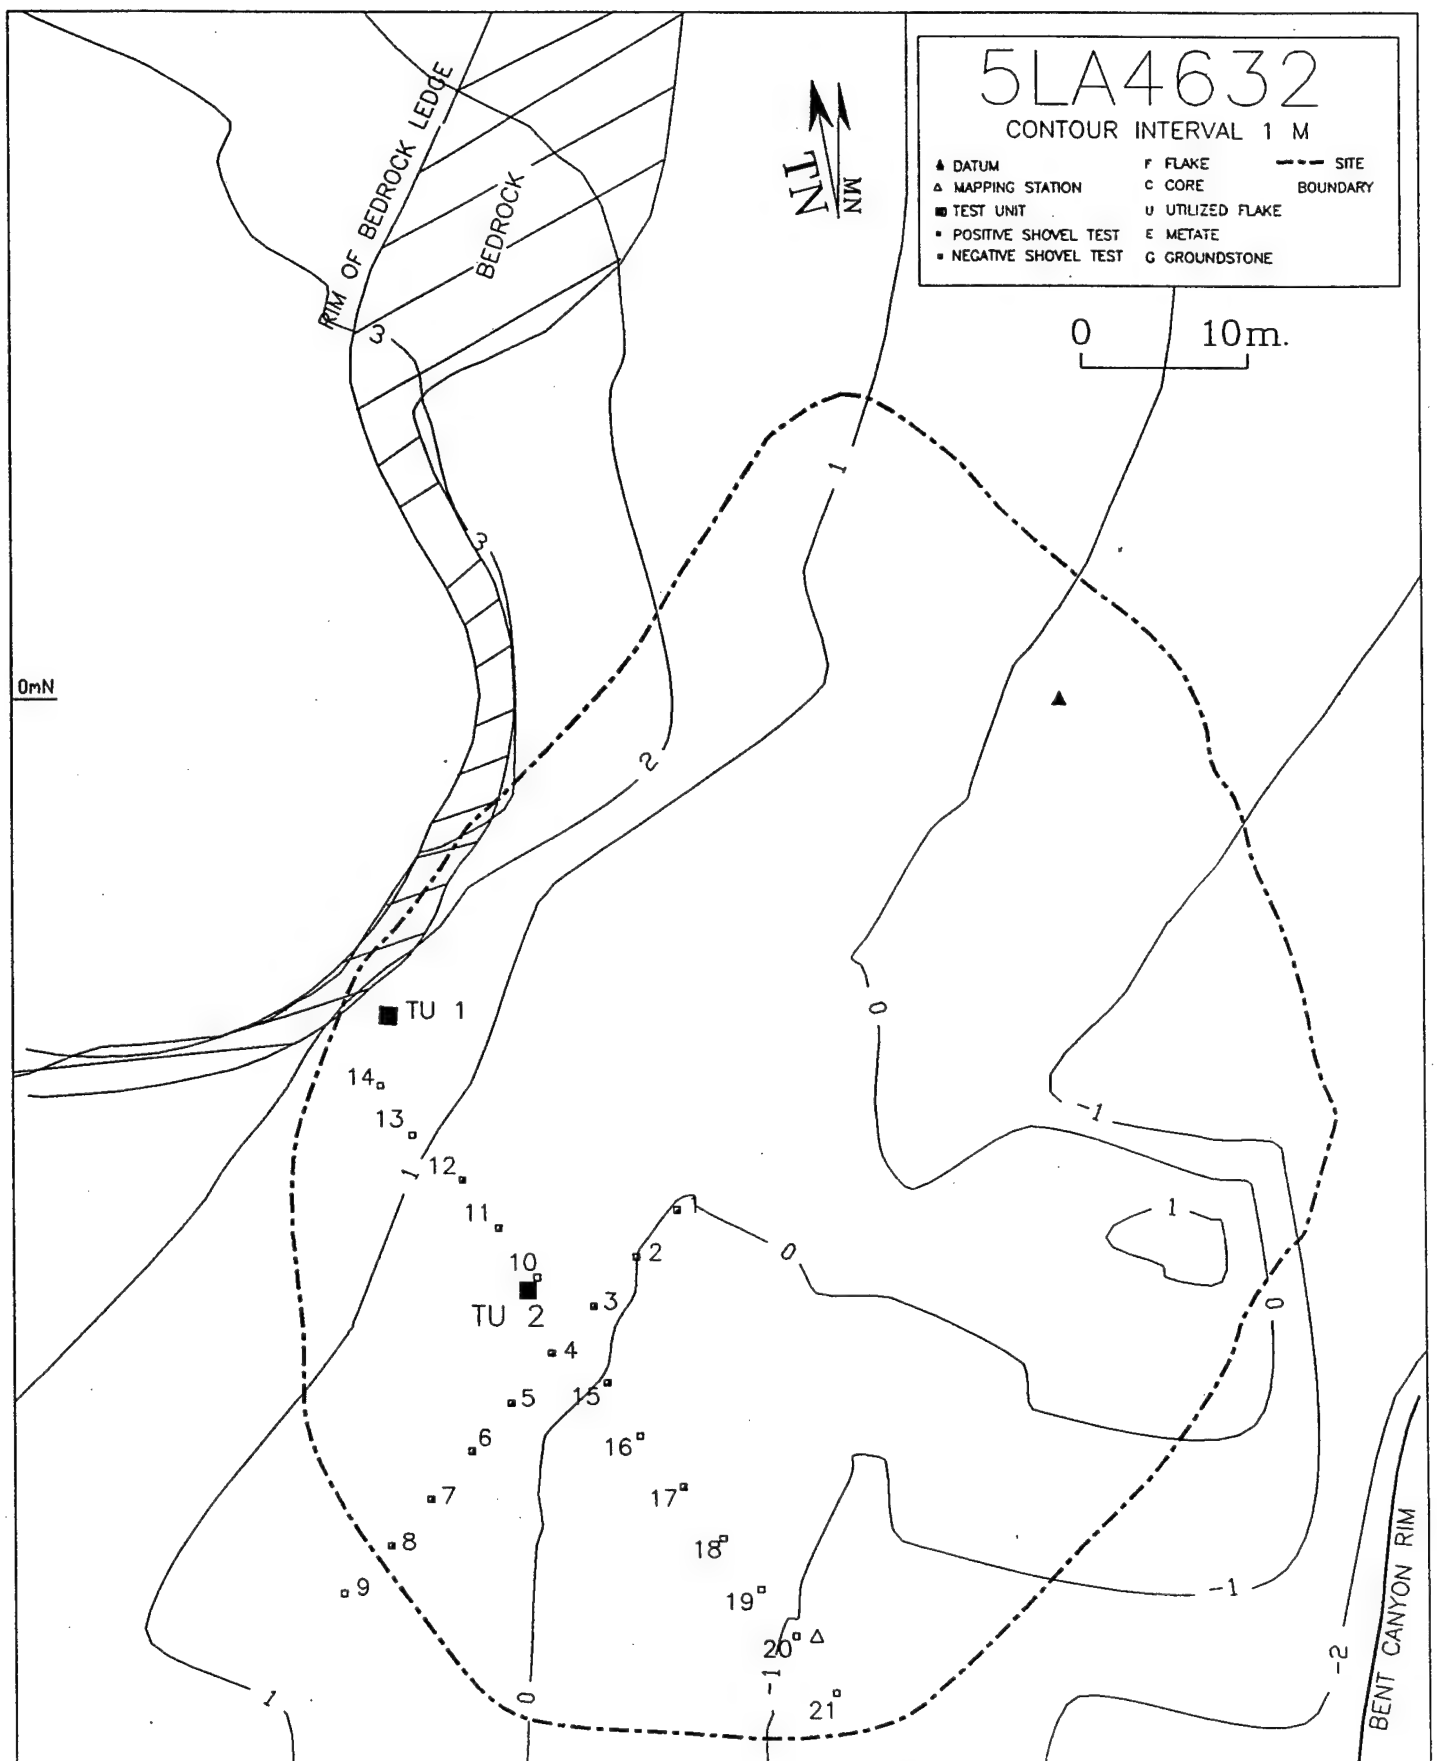 5LA4632
CONTOUR INTERVAL 1 M
DATUM
MAPPING STATION
TEST UNIT
POSITIVE SHOVEL TEST
NEGATIVE SHOVEL TEST
F FLAKE
C CORE
U UTILIZED FLAKE
E METATE
G GROUNDSTONE
SITE
BOUNDARY
TN
MN
0 10m.
RIM OF BEDROCK LEDGE
BEDROCK
3
1
3
0mN
2
0
TU 1
14
-1
13
12
1
11
1
1
2
0
10
3
0
TU 2
4
15
5
16
6
17
7
18
8
9
19
-1
20
-2
BENT CANYON RIM
1
0
-1
21